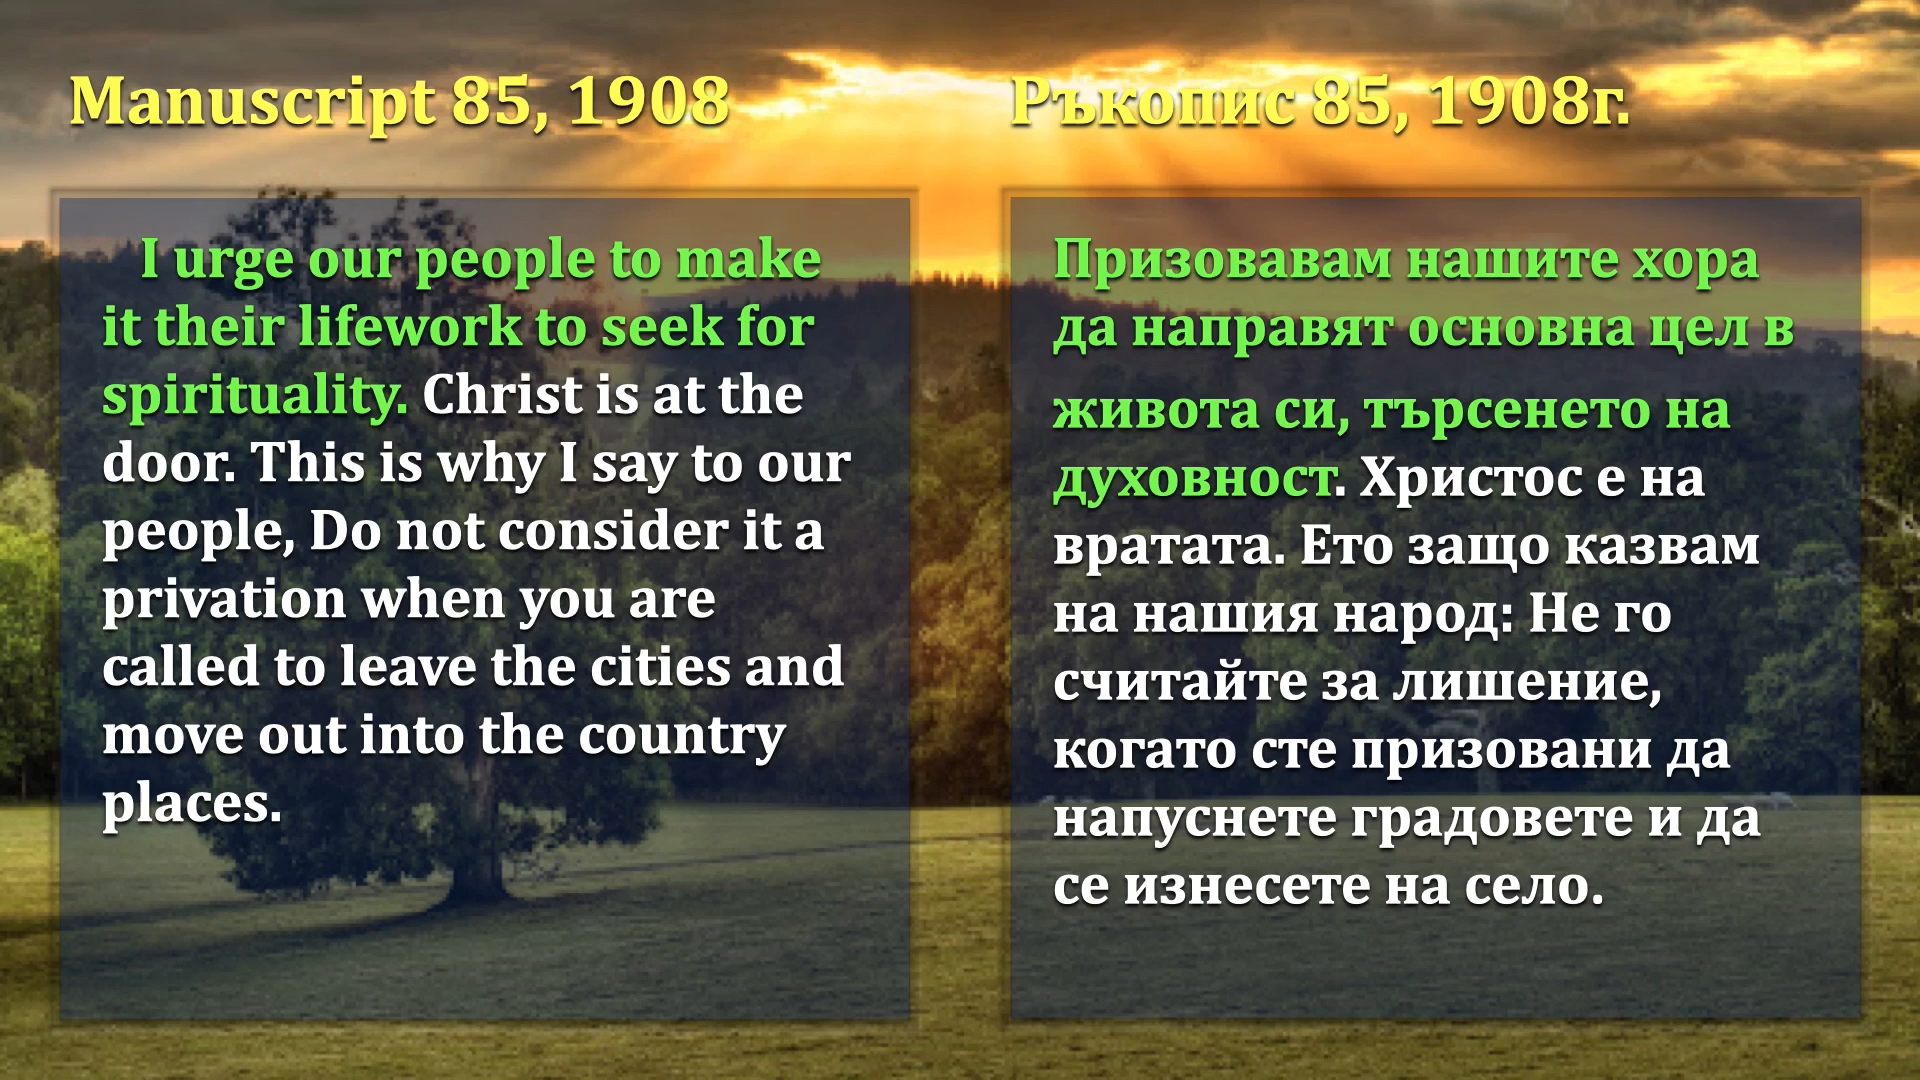 Manuscript 85, 1908
I urge our people to make
it their lifework to seek for
spirituality. Christ is at the
door. This is why I say to our
people, Do not consider it a
privation when you are
called to leave the cities and
move out into the country
places.
Ръкопис 85, 1908г.
Призовавам нашите хора
да направят основна цел в
живота си, търсенето на
духовност. Христос е на
вратата. Ето защо казвам
на нашия народ: Не го
считайте за лишение,
когато сте призовани да
напуснете градовете и да
се изнесете на село.